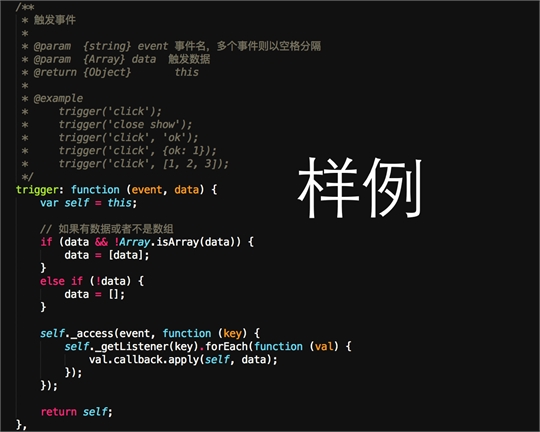 /**
 * 触发事件
 *
 * @param  {string} event 事件名，多个事件则以空格分隔
 * @param  {Array} data  触发数据
 * @return {Object}       this
 *
 * @example
 *     trigger('click');
 *     trigger('close show');
 *     trigger('click', 'ok');
 *     trigger('click', {ok: 1});
 *     trigger('click', [1, 2, 3]);
 */
样例
trigger: function (event, data) {
    var self = this;

    // 如果有数据或者不是数组
    if (data && !Array.isArray(data)) {
        data = [data];
    }
    else if (!data) {
        data = [];
    }

    self._access(event, function (key) {
        self._getListener(key).forEach(function (val) {
            val.callback.apply(self, data);
        });
    });

    return self;
},